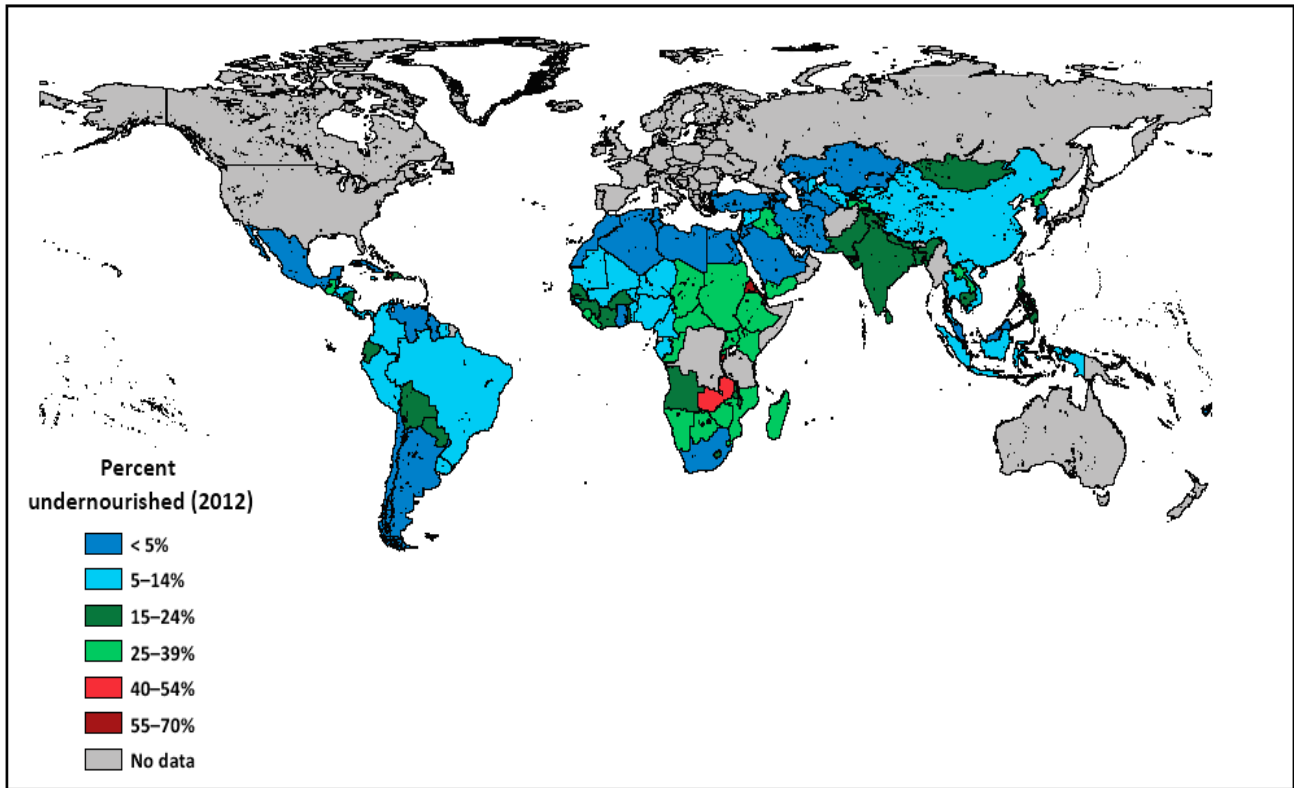 Percent
undernourished (2012)
< 5%
5–14%
15–24%
25–39%
40–54%
55–70%
No data